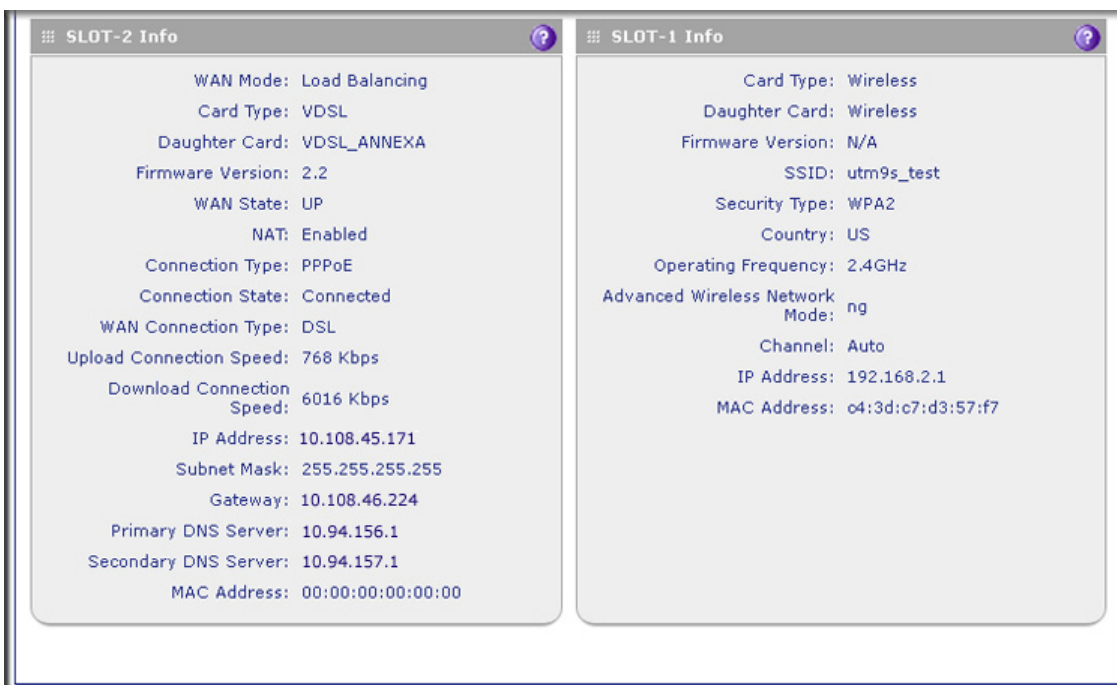 SLOT-2 Info
WAN Mode: Load Balancing
Card Type: VDSL
Daughter Card: VDSL_ANNEXA
Firmware Version: 2.2
WAN State: UP
NAT: Enabled
Connection Type: PPPoE
Connection State: Connected
WAN Connection Type: DSL
Upload Connection Speed: 768 Kbps
Download Connection
Speed: 6016 Kbps
IP Address: 10.108.45.171
Subnet Mask: 255.255.255.255
Gateway: 10.108.46.224
Primary DNS Server: 10.94.156.1
Secondary DNS Server: 10.94.157.1
MAC Address: 00:00:00:00:00:00
SLOT-1 Info
Card Type: Wireless
Daughter Card: Wireless
Firmware Version: N/A
SSID: utm9s_test
Security Type: WPA2
Country: US
Operating Frequency: 2.4GHz
Advanced Wireless Network
Mode: ng
Channel: Auto
IP Address: 192.168.2.1
MAC Address: c4:3d:c7:d3:57:f7